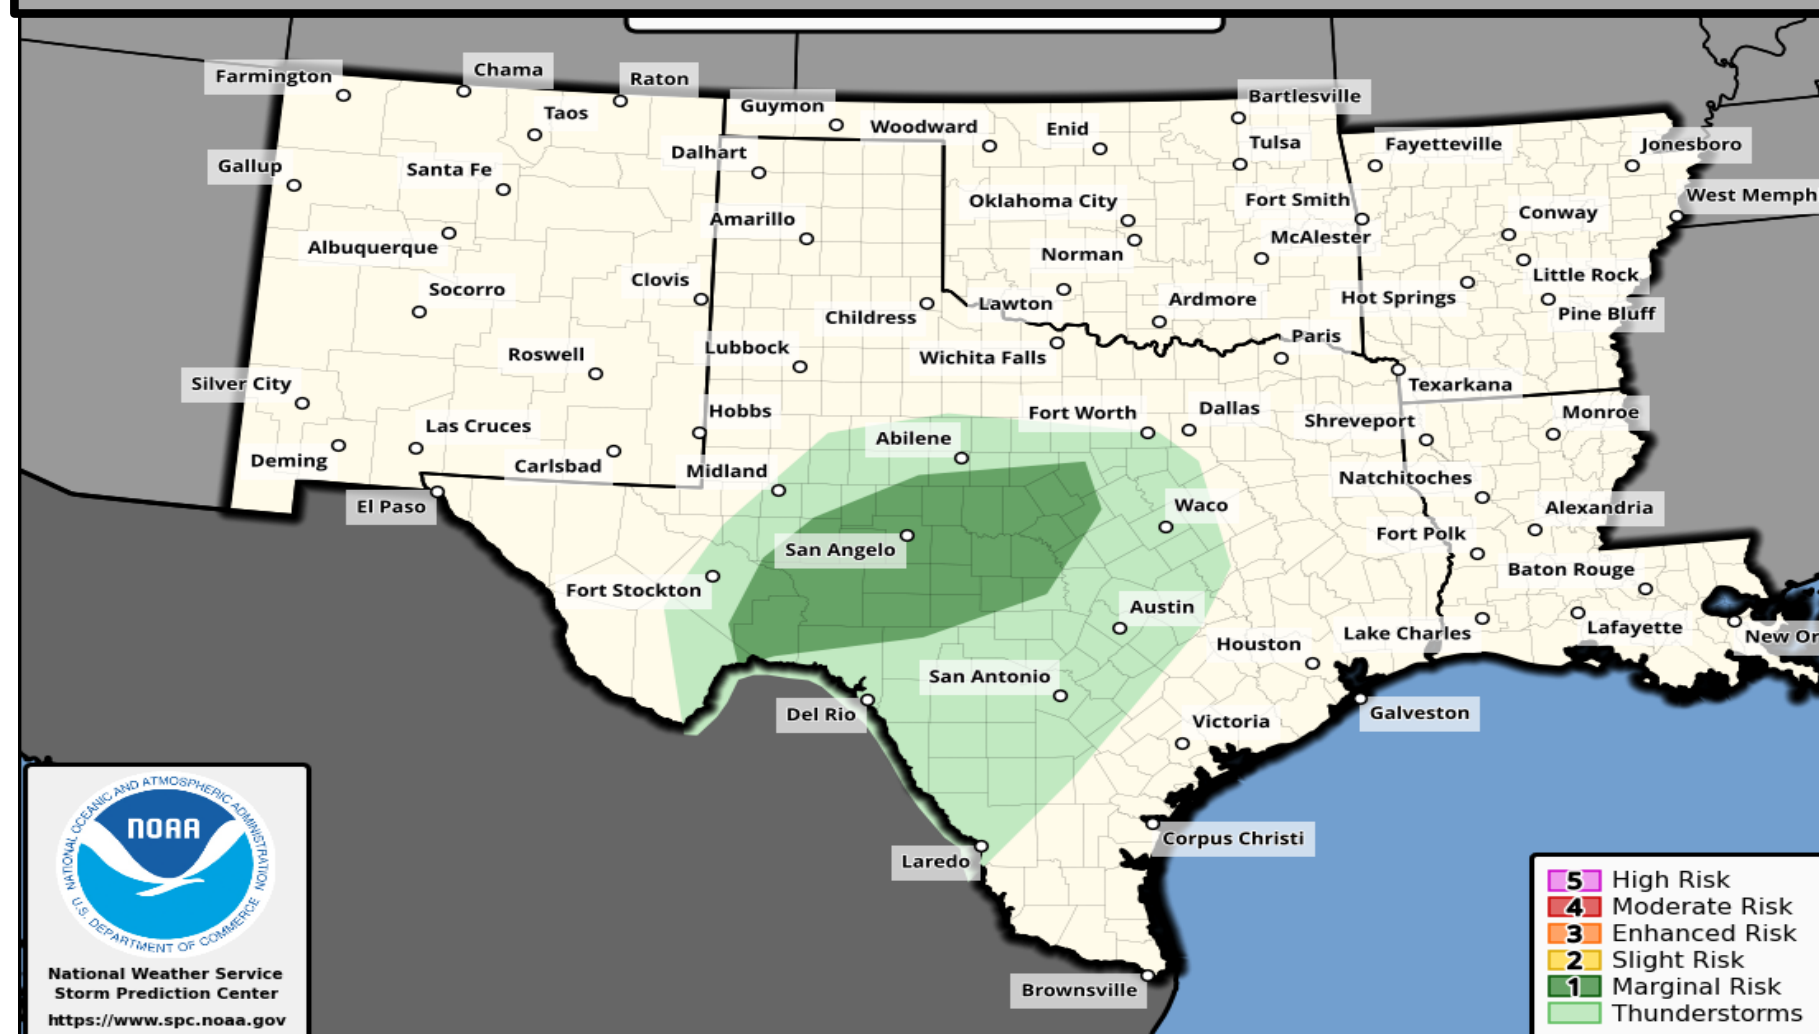 Farmington
Chama
Raton
Taos
Guymon
Woodward
Enid
Bartlesville
Tulsa
Fayetteville
Jonesboro
Gallup
Santa Fe
Dalhart
Amarillo
Oklahoma City
Fort Smith
West Memph
Conway
Albuquerque
Norman
McAlester
Little Rock
Socorro
Clovis
Childress
Lawton
Ardmore
Hot Springs
Pine Bluff
Roswell
Lubbock
Wichita Falls
Paris
Silver City
Texarkana
Las Cruces
Hobbs
Fort Worth
Dallas
Shreveport
Monroe
Deming
Carlsbad
Midland
Abilene
Natchitoches
El Paso
Waco
Alexandria
San Angelo
Fort Polk
Fort Stockton
Baton Rouge
Austin
Houston
Lake Charles
Lafayette
New Or
San Antonio
Del Rio
Victoria
Galveston
Corpus Christi
Laredo
Brownsville
NATIONAL OCEANIC AND ATMOSPHERIC ADMINISTRATION
NOAA
U.S. DEPARTMENT OF COMMERCE
National Weather Service
Storm Prediction Center
https://www.spc.noaa.gov
5 High Risk
4 Moderate Risk
3 Enhanced Risk
2 Slight Risk
1 Marginal Risk
Thunderstorms